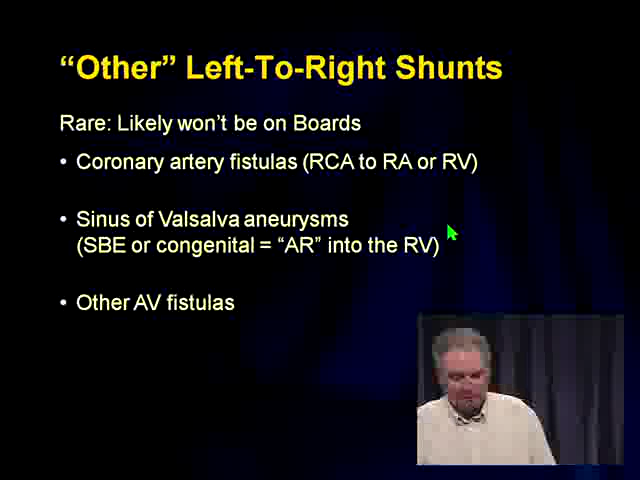 “Other” Left-To-Right Shunts
Rare: Likely won’t be on Boards
• Coronary artery fistulas (RCA to RA or RV)
• Sinus of Valsalva aneurysms
(SBE or congenital = “AR” into the RV)
• Other AV fistulas